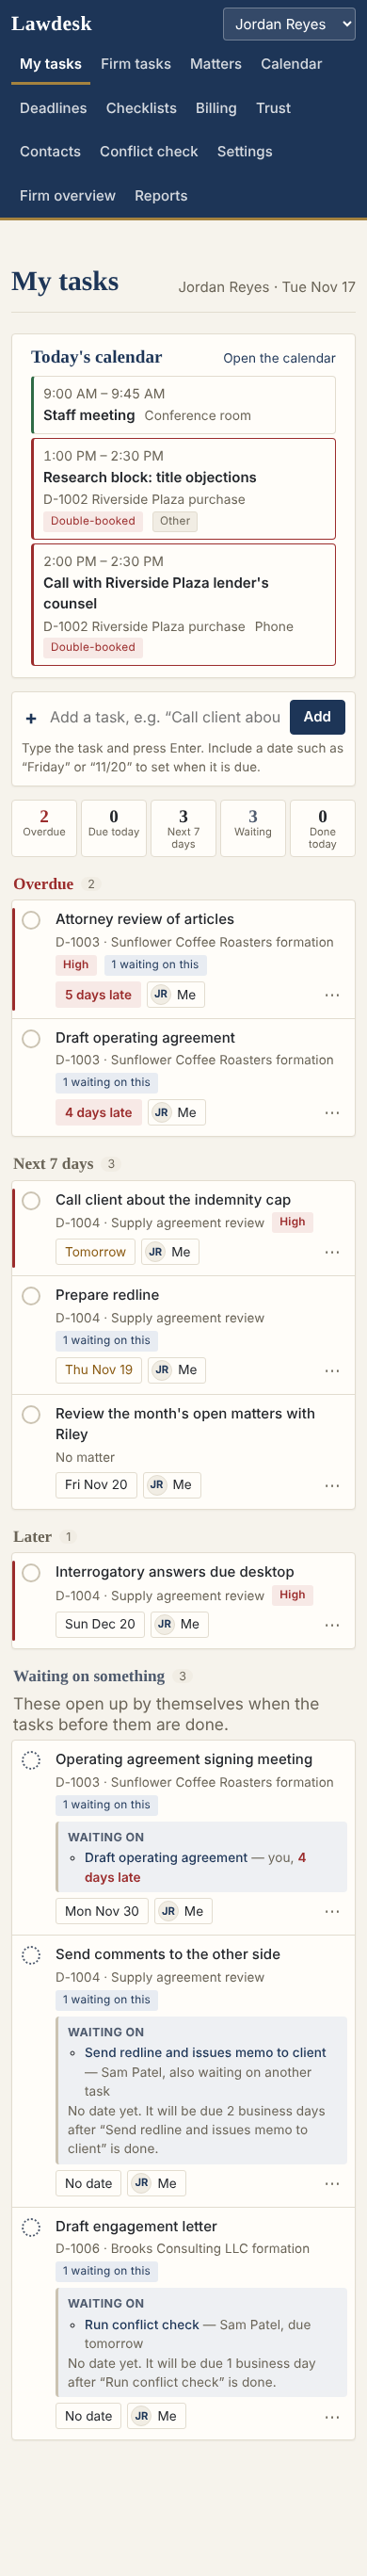 Lawdesk
Jordan Reyes
My tasks Firm tasks Matters Calendar
Deadlines Checklists Billing Trust
Contacts Conflict check Settings
Firm overview Reports
My tasks
Jordan Reyes · Tue Nov 17
Today's calendar
Open the calendar
9:00 AM – 9:45 AM
Staff meeting Conference room
1:00 PM – 2:30 PM
Research block: title objections
D-1002 Riverside Plaza purchase
Double-booked Other
2:00 PM – 2:30 PM
Call with Riverside Plaza lender's
counsel
D-1002 Riverside Plaza purchase Phone
Double-booked
+ Add a task, e.g. “Call client abou
Add
Type the task and press Enter. Include a date such as
“Friday” or “11/20” to set when it is due.
2
Overdue
0
Due today
3
Next 7
days
3
Waiting
0
Done
today
Overdue 2
Attorney review of articles
D-1003 · Sunflower Coffee Roasters formation
High 1 waiting on this
5 days late JR Me ⋯
Draft operating agreement
D-1003 · Sunflower Coffee Roasters formation
1 waiting on this
4 days late JR Me ⋯
Next 7 days 3
Call client about the indemnity cap
D-1004 · Supply agreement review High
Tomorrow JR Me ⋯
Prepare redline
D-1004 · Supply agreement review
1 waiting on this
Thu Nov 19 JR Me ⋯
Review the month's open matters with
Riley
No matter
Fri Nov 20 JR Me ⋯
Later 1
Interrogatory answers due desktop
D-1004 · Supply agreement review High
Sun Dec 20 JR Me ⋯
Waiting on something 3
These open up by themselves when the
tasks before them are done.
Operating agreement signing meeting
D-1003 · Sunflower Coffee Roasters formation
1 waiting on this
WAITING ON
Draft operating agreement — you, 4
days late
Mon Nov 30 JR Me ⋯
Send comments to the other side
D-1004 · Supply agreement review
1 waiting on this
WAITING ON
Send redline and issues memo to client
— Sam Patel, also waiting on another
task
No date yet. It will be due 2 business days
after “Send redline and issues memo to
client” is done.
No date JR Me ⋯
Draft engagement letter
D-1006 · Brooks Consulting LLC formation
1 waiting on this
WAITING ON
Run conflict check — Sam Patel, due
tomorrow
No date yet. It will be due 1 business day
after “Run conflict check” is done.
No date JR Me ⋯